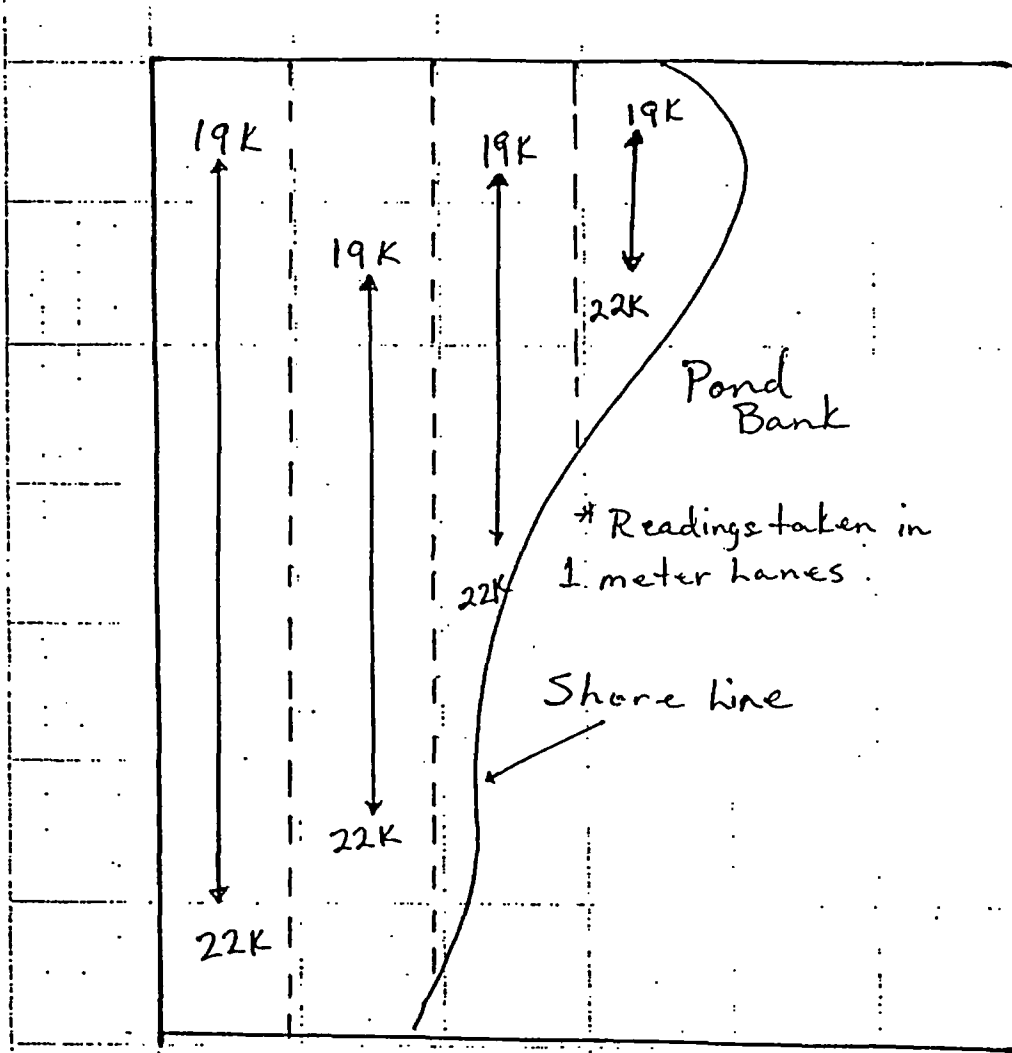 19K
19K
19K
19K
22K
Pond
Bank
* Readings taken in
1 meter Lanes.
22K
Shore Line
22K
22K